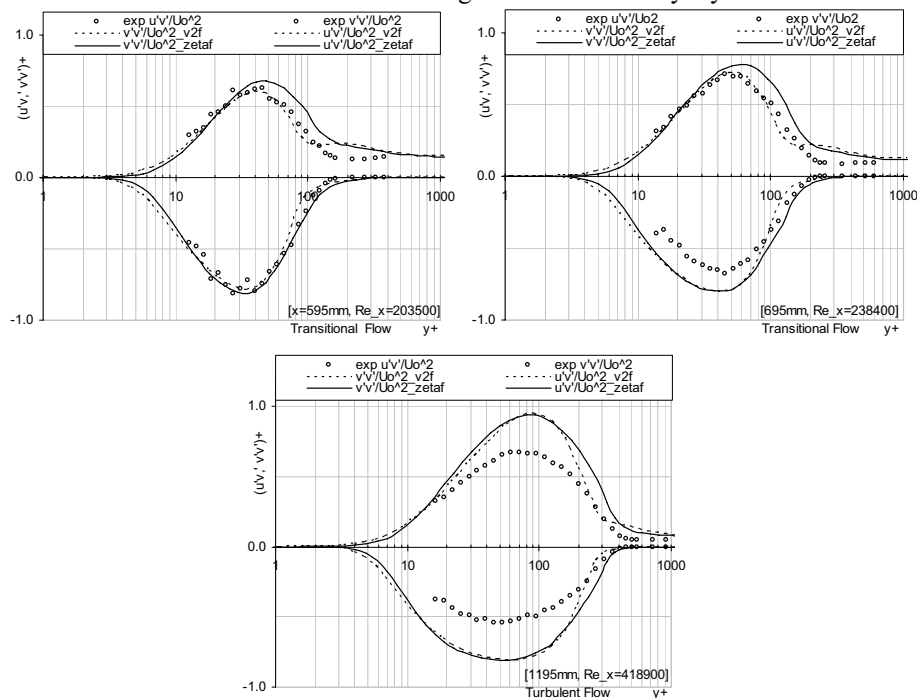 exp u'v'/Uo^2 exp v'v'/Uo^2
v'v'/Uo^2_v2f u'v'/Uo^2_v2f
v'v'/Uo^2_zetaf u'v'/Uo^2_zetaf
1.0
(u'v,' v'v')+
0.0
1 10 100 1000
-1.0
[x=595mm, Re_x=203500]
Transitional Flow y+
exp u'v'/Uo2 exp v'v'/Uo2
v'v'/Uo^2_v2f u'v'/Uo^2_v2f
v'v'/Uo^2_zetaf u'v'/Uo^2_zetaf
1.0
(u'v,' v'v')+
0.0
1 10 100 1000
-1.0
[695mm, Re_x=238400]
Transitional Flow y+
exp u'v'/Uo^2 exp v'v'/Uo^2
v'v'/Uo^2_v2f u'v'/Uo^2_v2f
v'v'/Uo^2_zetaf u'v'/Uo^2_zetaf
1.0
(u'v,' v'v')+
0.0
1 10 100 1000
-1.0
[1195mm, Re_x=418900]
Turbulent Flow y+